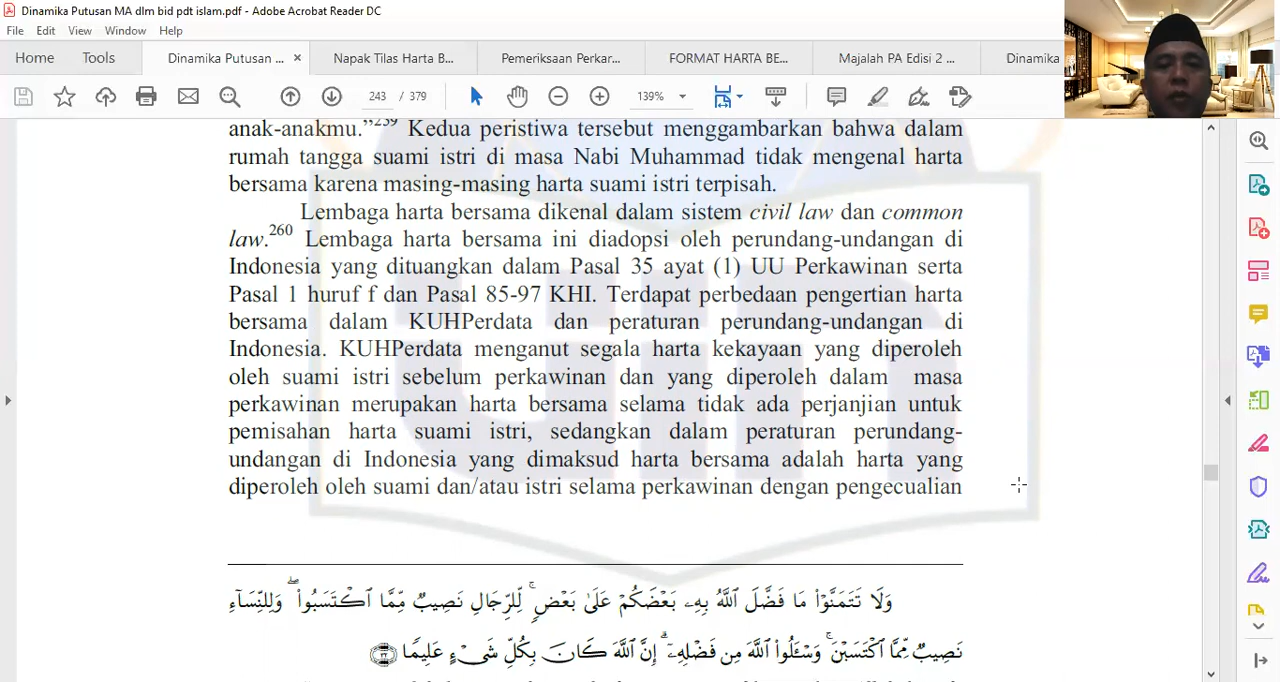 Dinamika Putusan MA dlm bid pdt islam.pdf - Adobe Acrobat Reader DC
File Edit View Window Help
Home Tools Dinamika Putusan ... × Napak Tilas Harta B... Pemeriksaan Perkar... FORMAT HARTA BE... Majalah PA Edisi 2 ... Dinamika
243 / 379 139%
anak-anakmu."239 Kedua peristiwa tersebut menggambarkan bahwa dalam
rumah tangga suami istri di masa Nabi Muhammad tidak mengenal harta
bersama karena masing-masing harta suami istri terpisah.
Lembaga harta bersama dikenal dalam sistem civil law dan common
law.260 Lembaga harta bersama ini diadopsi oleh perundang-undangan di
Indonesia yang dituangkan dalam Pasal 35 ayat (1) UU Perkawinan serta
Pasal 1 huruf f dan Pasal 85-97 KHI. Terdapat perbedaan pengertian harta
bersama dalam KUHPerdata dan peraturan perundang-undangan di
Indonesia. KUHPerdata menganut segala harta kekayaan yang diperoleh
oleh suami istri sebelum perkawinan dan yang diperoleh dalam masa
perkawinan merupakan harta bersama selama tidak ada perjanjian untuk
pemisahan harta suami istri, sedangkan dalam peraturan perundang-
undangan di Indonesia yang dimaksud harta bersama adalah harta yang
diperoleh oleh suami dan/atau istri selama perkawinan dengan pengecualian
وَلَا تَتَمَنَّوْا۟ مَا فَضَّلَ ٱللَّهُ بِهِۦ بَعْضَكُمْ عَلَىٰ بَعْضٍ ۚ لِّلرِّجَالِ نَصِيبٌ مِّمَّا ٱكْتَسَبُوا۟ ۖ وَلِلنِّسَآءِ
نَصِيبٌ مِّمَّا ٱكْتَسَبْنَ ۚ وَسْـَٔلُوا۟ ٱللَّهَ مِن فَضْلِهِۦٓ ۗ إِنَّ ٱللَّهَ كَانَ بِكُلِّ شَىْءٍ عَلِيمًا ﴿٣٢﴾